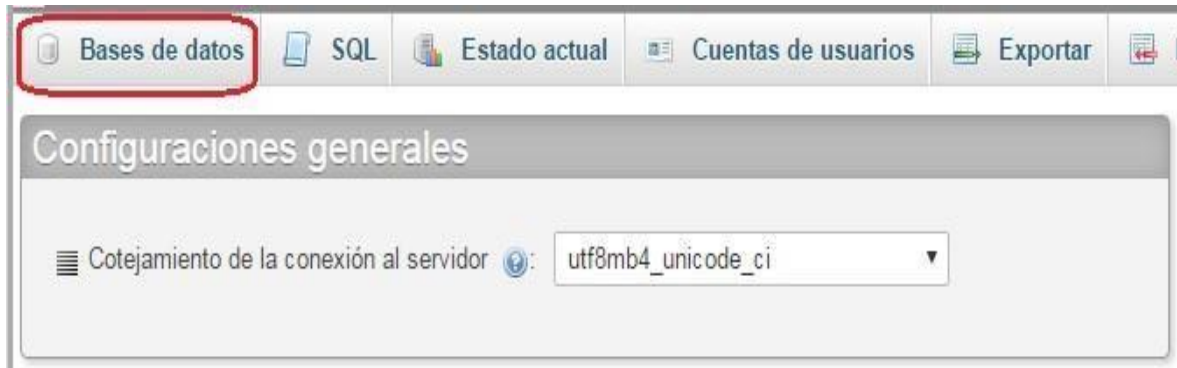 Bases de datos SQL Estado actual Cuentas de usuarios Exportar
Configuraciones generales
Cotejamiento de la conexión al servidor : utf8mb4_unicode_ci